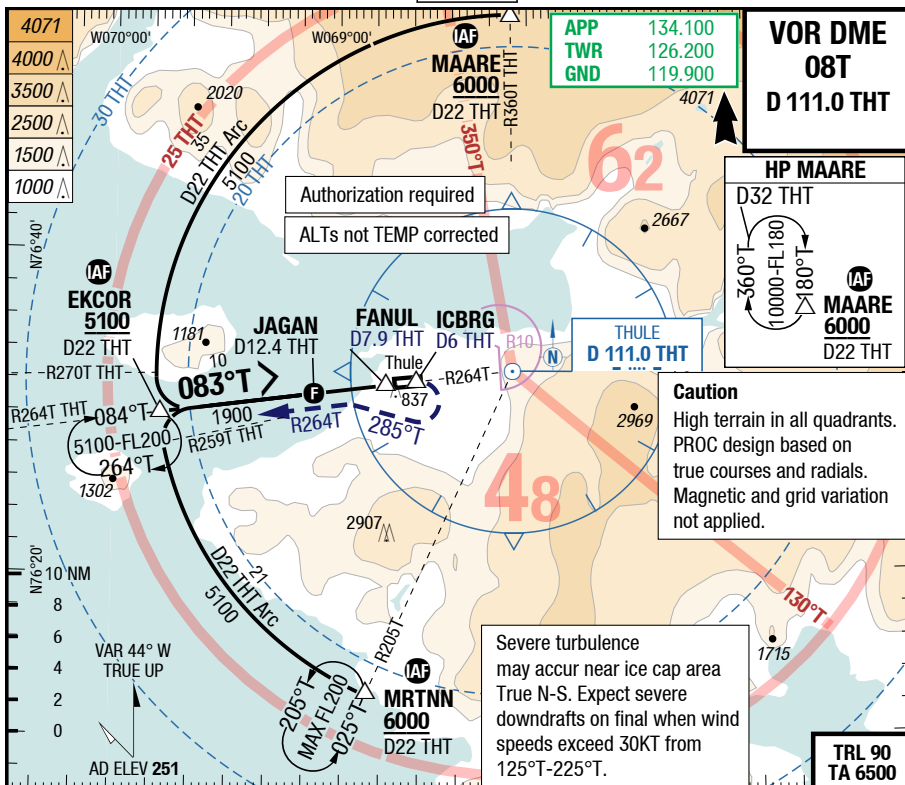 4071
4000
3500
2500
1500
1000
W070°00'
W069°00'
IAF
MAARE
6000
D22 THT
R360T THT
APP 134.100
TWR 126.200
GND 119.900
4071
VOR DME
08T
D 111.0 THT
30 THT
25 THT
2020
35
D22 THT Arc
5100
20 THT
350°T
62
2667
Authorization required
ALTs not TEMP corrected
HP MAARE
D32 THT
360°T
10000-FL180
180°T
IAF
MAARE
6000
D22 THT
N76°40'
IAF
EKCOR
5100
D22 THT
1181
10
JAGAN
D12.4 THT
FANUL
D7.9 THT
ICBRG
D6 THT
R10
N
THULE
D 111.0 THT
R270T THT
083°T
Thule
R264T
F
837
R264T THT
084°T
1900
R264T
285°T
5100-FL200
R259T THT
264°T
1302
2969
48
Caution
High terrain in all quadrants.
PROC design based on
true courses and radials.
Magnetic and grid variation
not applied.
2907
N76°20'
10 NM
8
6
4
2
0
21
D22 THT Arc
5100
R205T
130°T
1715
VAR 44° W
TRUE UP
AD ELEV 251
205°T
MAX FL200
025°T
IAF
MRTNN
6000
D22 THT
Severe turbulence
may accur near ice cap area
True N-S. Expect severe
downdrafts on final when wind
speeds exceed 30KT from
125°T-225°T.
TRL 90
TA 6500